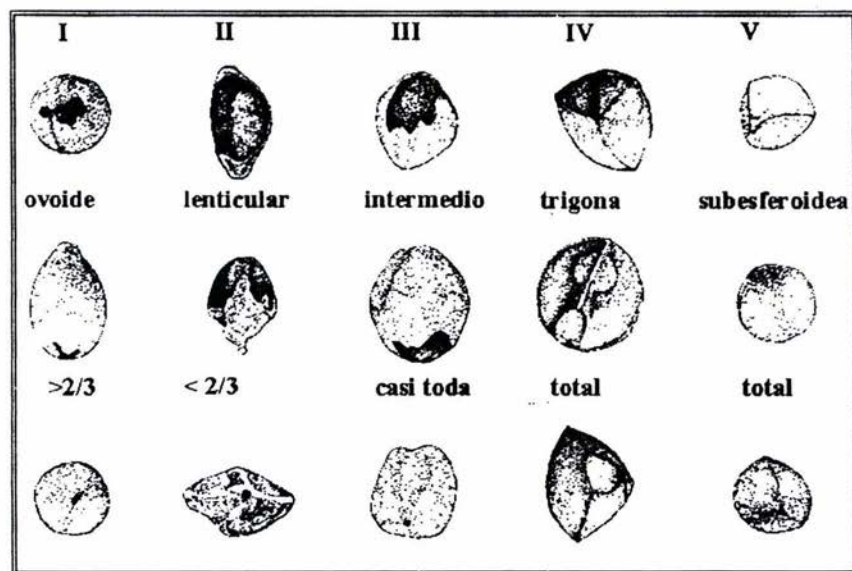 I II III IV V
ovoide lenticular intermedio trigona subesferoidea
>2/3 < 2/3 casi toda total total